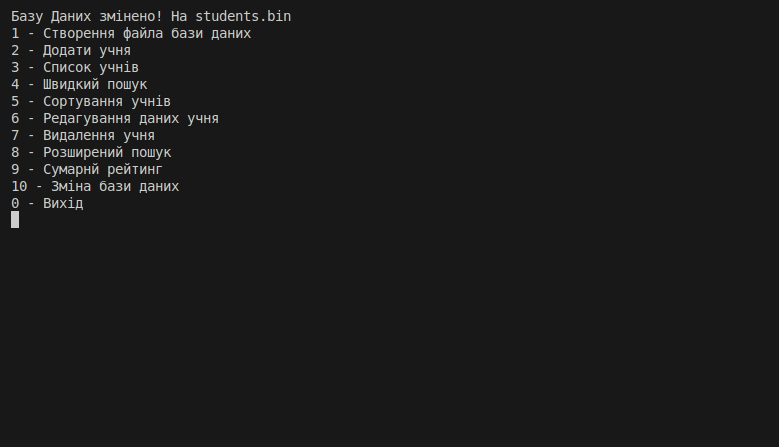 Базу Даних змінено! На students.bin
1 - Створення файла бази даних
2 - Додати учня
3 - Список учнів
4 - Швидкий пошук
5 - Сортування учнів
6 - Редагування даних учня
7 - Видалення учня
8 - Розширений пошук
9 - Сумарнй рейтинг
10 - Зміна бази даних
0 - Вихід